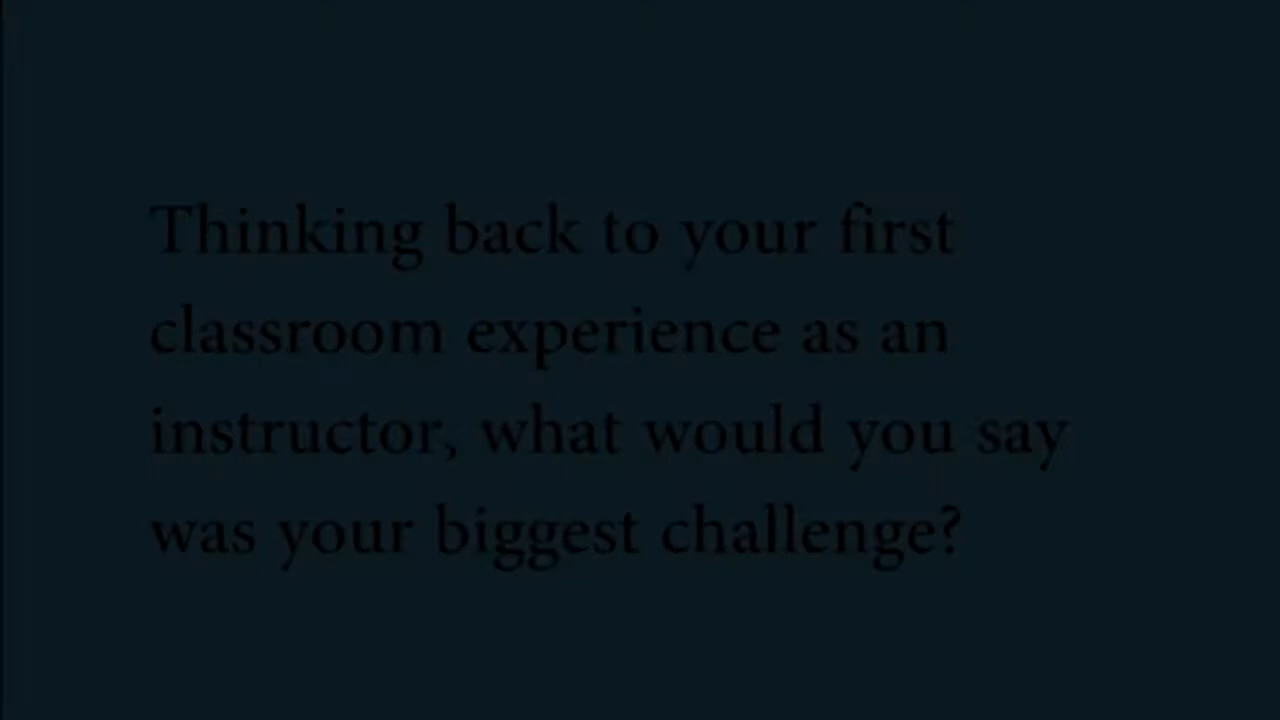 Thinking back to your first
classroom experience as an
instructor, what would you say
was your biggest challenge?